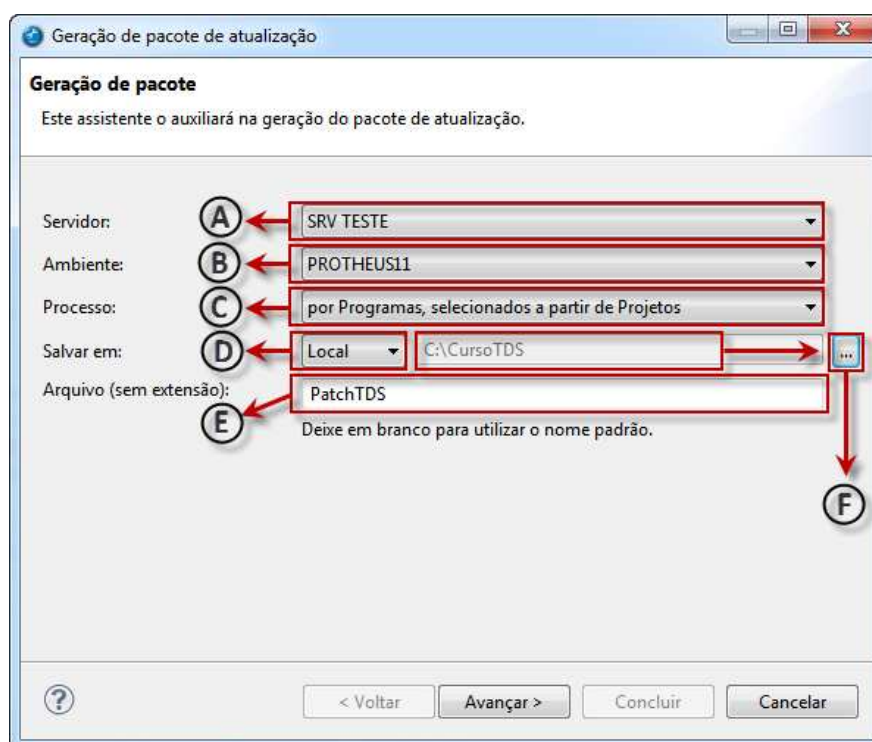 Geração de pacote de atualização
Geração de pacote
Este assistente o auxiliará na geração do pacote de atualização.
Servidor: A SRV TESTE
Ambiente: B PROTHEUS11
Processo: C por Programas, selecionados a partir de Projetos
Salvar em: D Local C:\CursoTDS ...
Arquivo (sem extensão): PatchTDS
E Deixe em branco para utilizar o nome padrão.
F
? < Voltar Avançar > Concluir Cancelar